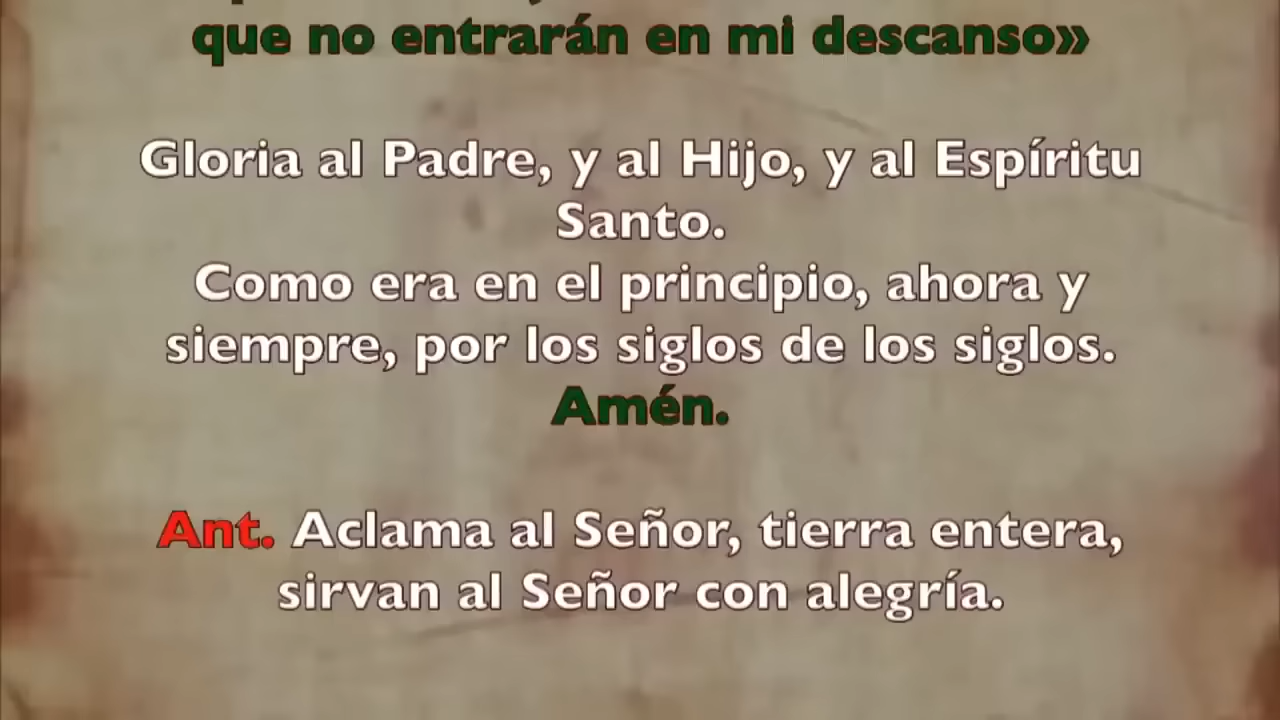 que no entrarán en mi descanso»
Gloria al Padre, y al Hijo, y al Espíritu
Santo.
Como era en el principio, ahora y
siempre, por los siglos de los siglos.
Amén.
Ant. Aclama al Señor, tierra entera,
sirvan al Señor con alegría.